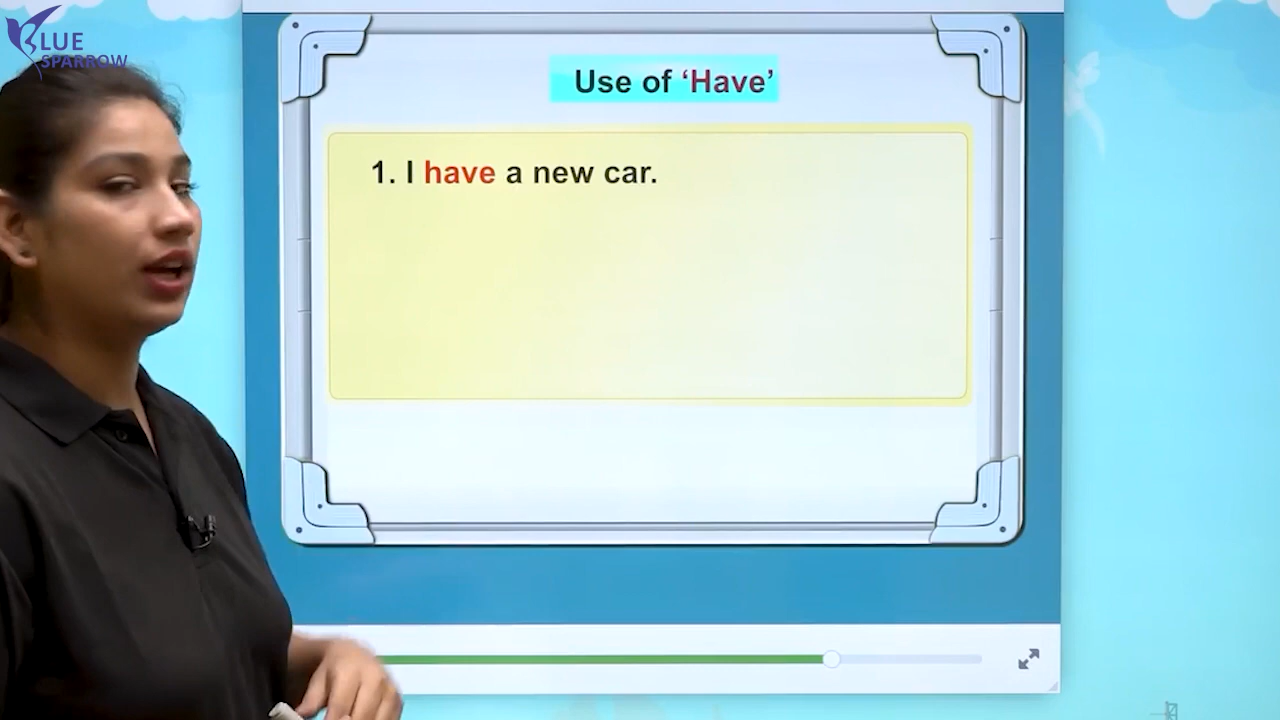 BLUE
SPARROW
Use of ‘Have’
1. I have a new car.